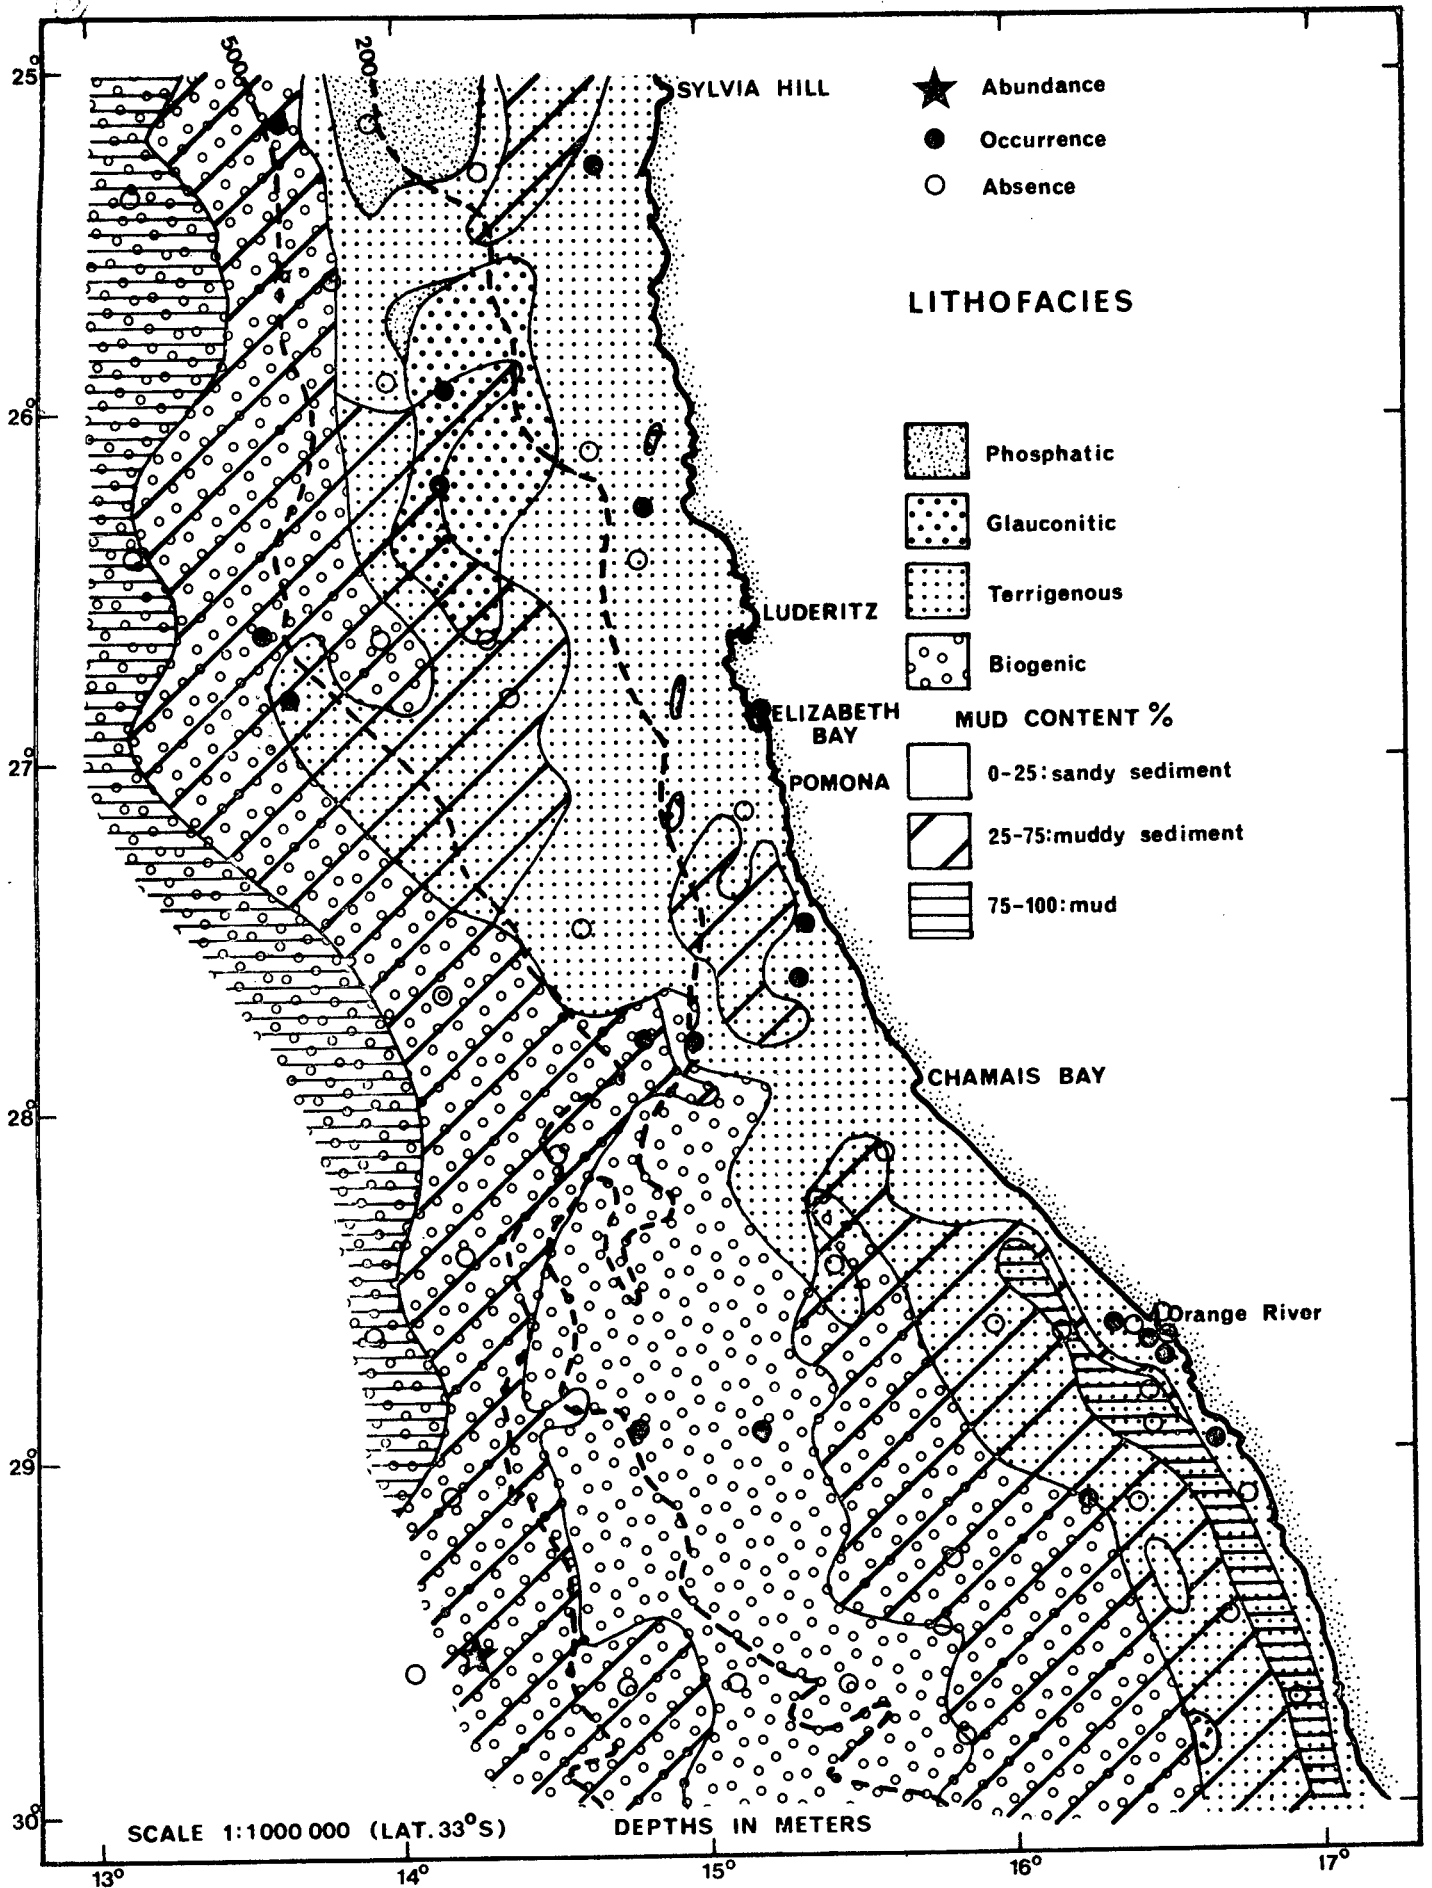 500
200
25°
SYLVIA HILL
Abundance
Occurrence
Absence
LITHOFACIES
26°
Phosphatic
Glauconitic
Terrigenous
LUDERITZ
Biogenic
ELIZABETH
BAY
MUD CONTENT %
27°
POMONA
0-25:sandy sediment
25-75:muddy sediment
75-100:mud
CHAMAIS BAY
28°
Orange River
29°
30°
SCALE 1:1000 000 (LAT.33°S)
DEPTHS IN METERS
13°
14°
15°
16°
17°